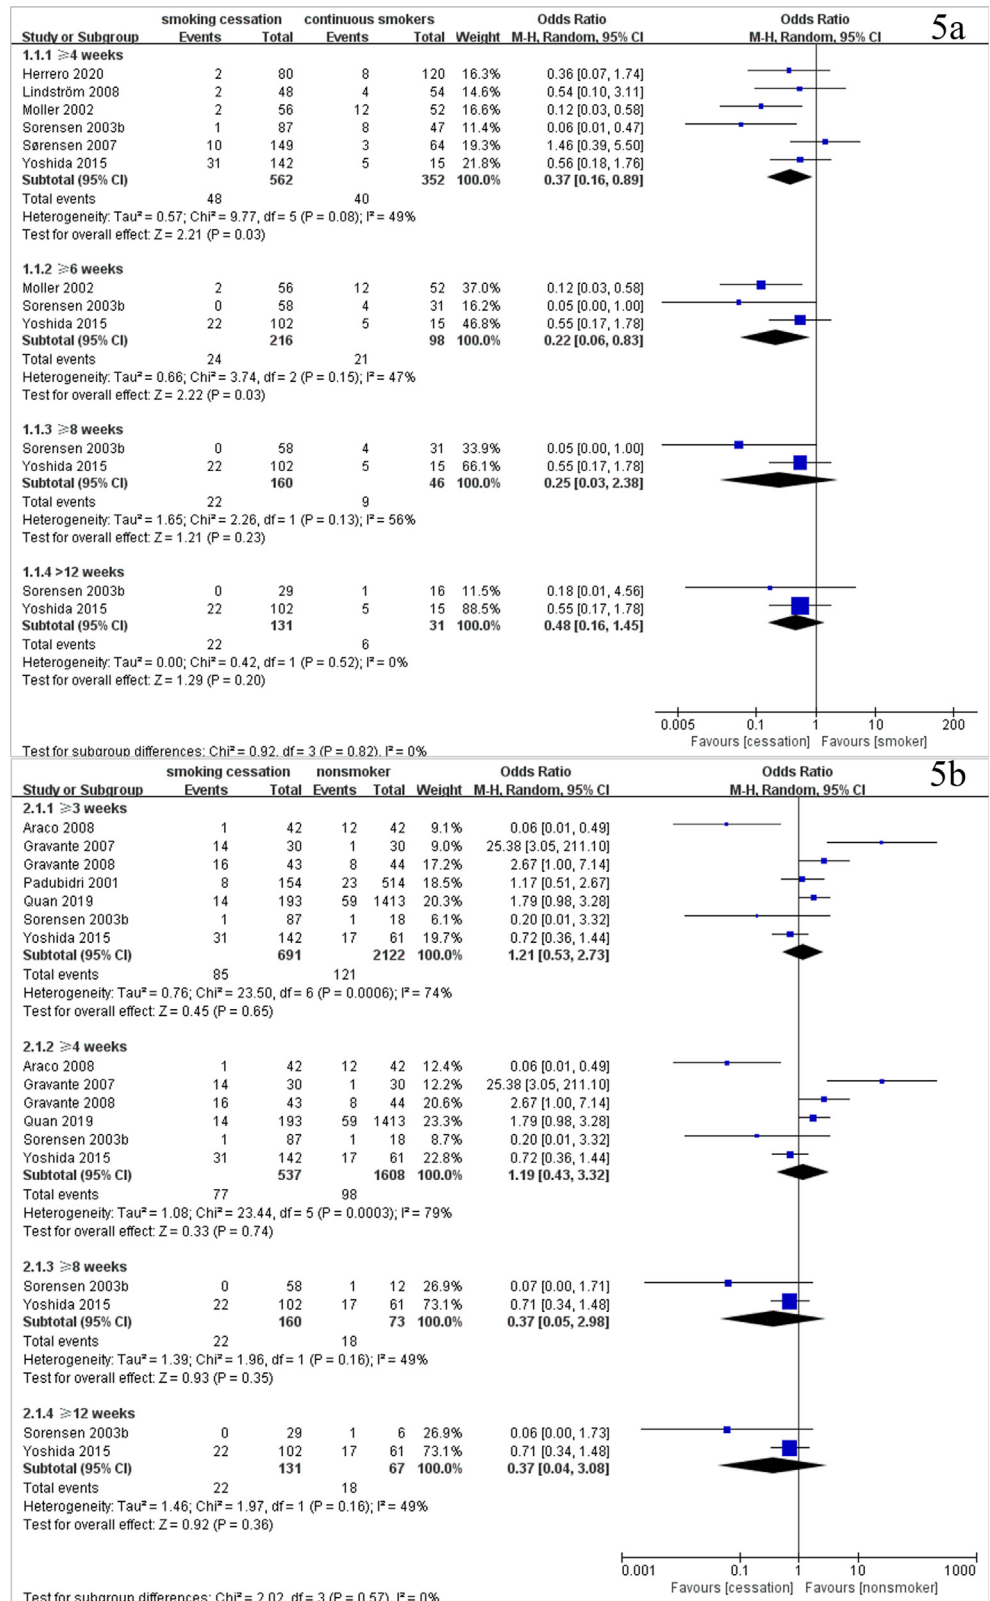 5a
smoking cessation continuous smokers Odds Ratio Odds Ratio
Study or Subgroup Events Total Events Total Weight M-H, Random, 95% CI M-H, Random, 95% CI
1.1.1 ⩾4 weeks
Herrero 2020 2 80 8 120 16.3% 0.36 [0.07, 1.74]
Lindström 2008 2 48 4 54 14.6% 0.54 [0.10, 3.11]
Moller 2002 2 56 12 52 16.6% 0.12 [0.03, 0.58]
Sorensen 2003b 1 87 8 47 11.4% 0.06 [0.01, 0.47]
Sørensen 2007 10 149 3 64 19.3% 1.46 [0.39, 5.50]
Yoshida 2015 31 142 5 15 21.8% 0.56 [0.18, 1.76]
Subtotal (95% CI) 562 352 100.0% 0.37 [0.16, 0.89]
Total events 48 40
Heterogeneity: Tau² = 0.57; Chi² = 9.77, df = 5 (P = 0.08); I² = 49%
Test for overall effect: Z = 2.21 (P = 0.03)
1.1.2 ⩾6 weeks
Moller 2002 2 56 12 52 37.0% 0.12 [0.03, 0.58]
Sorensen 2003b 0 58 4 31 16.2% 0.05 [0.00, 1.00]
Yoshida 2015 22 102 5 15 46.8% 0.55 [0.17, 1.78]
Subtotal (95% CI) 216 98 100.0% 0.22 [0.06, 0.83]
Total events 24 21
Heterogeneity: Tau² = 0.66; Chi² = 3.74, df = 2 (P = 0.15); I² = 47%
Test for overall effect: Z = 2.22 (P = 0.03)
1.1.3 ⩾8 weeks
Sorensen 2003b 0 58 4 31 33.9% 0.05 [0.00, 1.00]
Yoshida 2015 22 102 5 15 66.1% 0.55 [0.17, 1.78]
Subtotal (95% CI) 160 46 100.0% 0.25 [0.03, 2.38]
Total events 22 9
Heterogeneity: Tau² = 1.65; Chi² = 2.26, df = 1 (P = 0.13); I² = 56%
Test for overall effect: Z = 1.21 (P = 0.23)
1.1.4 >12 weeks
Sorensen 2003b 0 29 1 16 11.5% 0.18 [0.01, 4.56]
Yoshida 2015 22 102 5 15 88.5% 0.55 [0.17, 1.78]
Subtotal (95% CI) 131 31 100.0% 0.48 [0.16, 1.45]
Total events 22 6
Heterogeneity: Tau² = 0.00; Chi² = 0.42, df = 1 (P = 0.52); I² = 0%
Test for overall effect: Z = 1.29 (P = 0.20)
0.005 0.1 1 10 200
Favours [cessation] Favours [smoker]
Test for subgroup differences: Chi² = 0.92, df = 3 (P = 0.82), I² = 0%
5b
smoking cessation nonsmoker Odds Ratio Odds Ratio
Study or Subgroup Events Total Events Total Weight M-H, Random, 95% CI M-H, Random, 95% CI
2.1.1 ⩾3 weeks
Araco 2008 1 42 12 42 9.1% 0.06 [0.01, 0.49]
Gravante 2007 14 30 1 30 9.0% 25.38 [3.05, 211.10]
Gravante 2008 16 43 8 44 17.2% 2.67 [1.00, 7.14]
Padubidri 2001 8 154 23 514 18.5% 1.17 [0.51, 2.67]
Quan 2019 14 193 59 1413 20.3% 1.79 [0.98, 3.28]
Sorensen 2003b 1 87 1 18 6.1% 0.20 [0.01, 3.32]
Yoshida 2015 31 142 17 61 19.7% 0.72 [0.36, 1.44]
Subtotal (95% CI) 691 2122 100.0% 1.21 [0.53, 2.73]
Total events 85 121
Heterogeneity: Tau² = 0.76; Chi² = 23.50, df = 6 (P = 0.0006); I² = 74%
Test for overall effect: Z = 0.45 (P = 0.65)
2.1.2 ⩾4 weeks
Araco 2008 1 42 12 42 12.4% 0.06 [0.01, 0.49]
Gravante 2007 14 30 1 30 12.2% 25.38 [3.05, 211.10]
Gravante 2008 16 43 8 44 20.6% 2.67 [1.00, 7.14]
Quan 2019 14 193 59 1413 23.3% 1.79 [0.98, 3.28]
Sorensen 2003b 1 87 1 18 8.7% 0.20 [0.01, 3.32]
Yoshida 2015 31 142 17 61 22.8% 0.72 [0.36, 1.44]
Subtotal (95% CI) 537 1608 100.0% 1.19 [0.43, 3.32]
Total events 77 98
Heterogeneity: Tau² = 1.08; Chi² = 23.44, df = 5 (P = 0.0003); I² = 79%
Test for overall effect: Z = 0.33 (P = 0.74)
2.1.3 ⩾8 weeks
Sorensen 2003b 0 58 1 12 26.9% 0.07 [0.00, 1.71]
Yoshida 2015 22 102 17 61 73.1% 0.71 [0.34, 1.48]
Subtotal (95% CI) 160 73 100.0% 0.37 [0.05, 2.98]
Total events 22 18
Heterogeneity: Tau² = 1.39; Chi² = 1.96, df = 1 (P = 0.16); I² = 49%
Test for overall effect: Z = 0.93 (P = 0.35)
2.1.4 ⩾12 weeks
Sorensen 2003b 0 29 1 6 26.9% 0.06 [0.00, 1.73]
Yoshida 2015 22 102 17 61 73.1% 0.71 [0.34, 1.48]
Subtotal (95% CI) 131 67 100.0% 0.37 [0.04, 3.08]
Total events 22 18
Heterogeneity: Tau² = 1.46; Chi² = 1.97, df = 1 (P = 0.16); I² = 49%
Test for overall effect: Z = 0.92 (P = 0.36)
0.001 0.1 1 10 1000
Favours [cessation] Favours [nonsmoker]
Test for subgroup differences: Chi² = 2.02, df = 3 (P = 0.57), I² = 0%